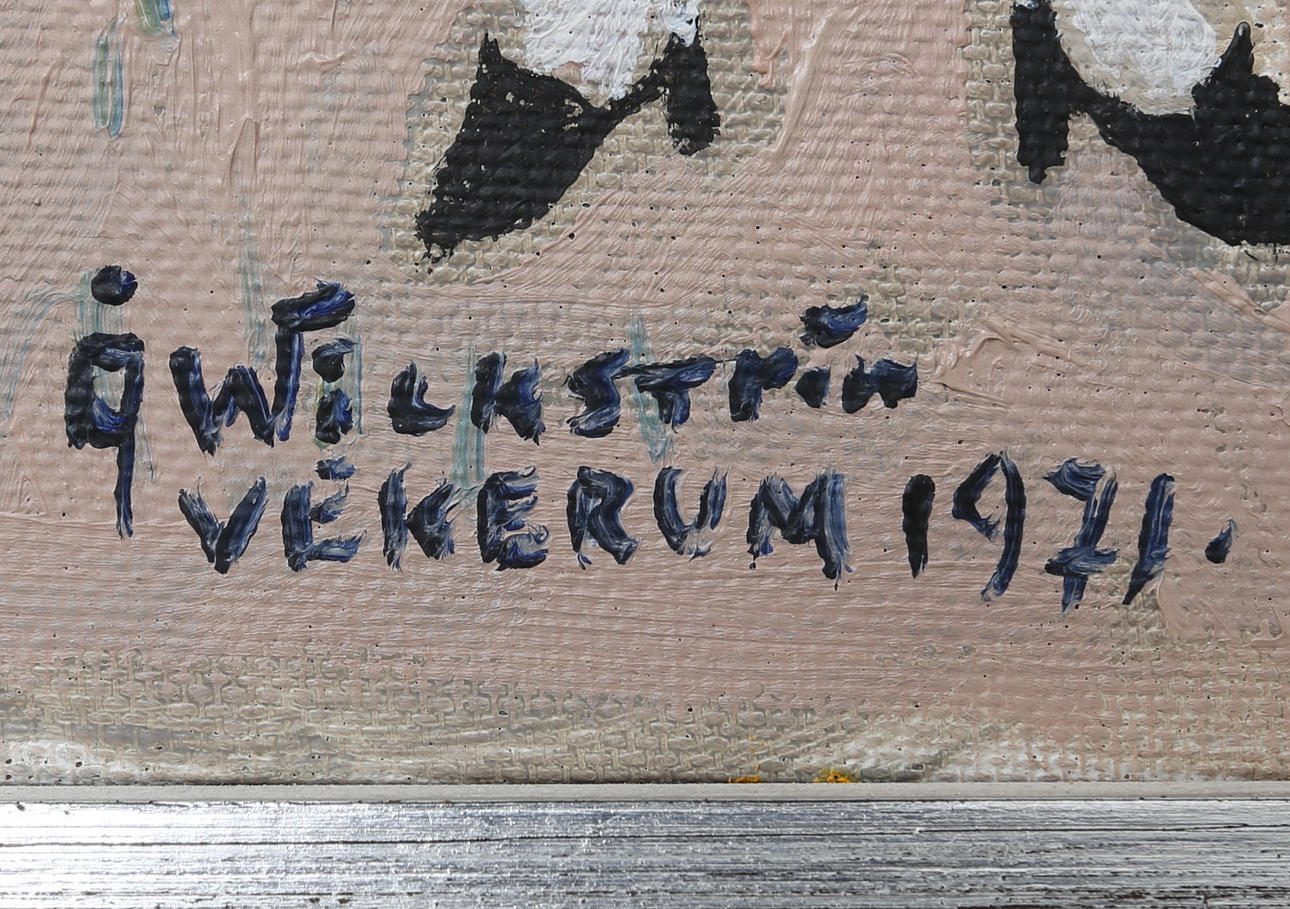 g Wickström
VEKERUM 1971.